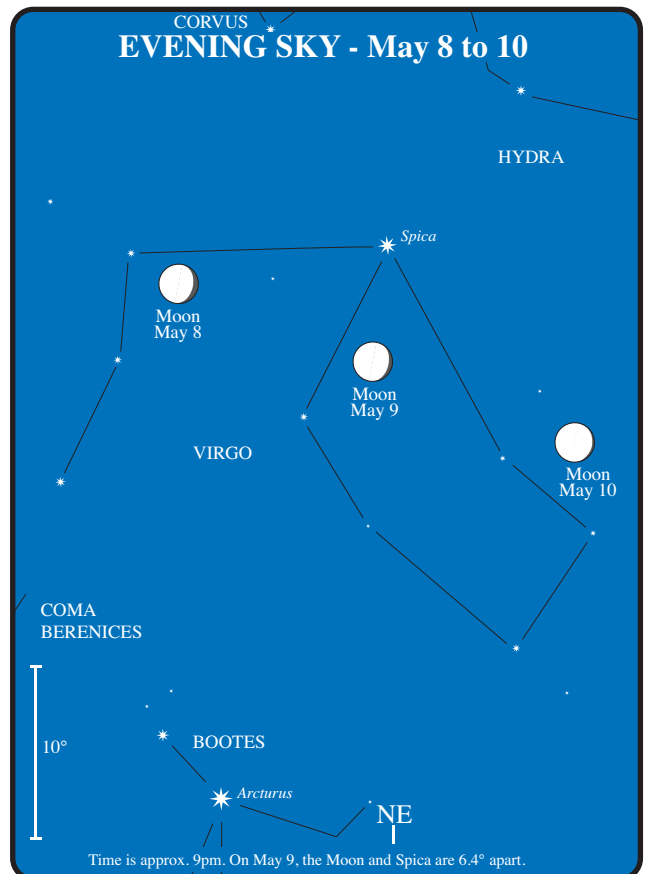 CORVUS
EVENING SKY - May 8 to 10
HYDRA
Spica
Moon
May 8
Moon
May 9
VIRGO
Moon
May 10
COMA
BERENICES
10°
BOOTES
Arcturus
NE
Time is approx. 9pm. On May 9, the Moon and Spica are 6.4° apart.